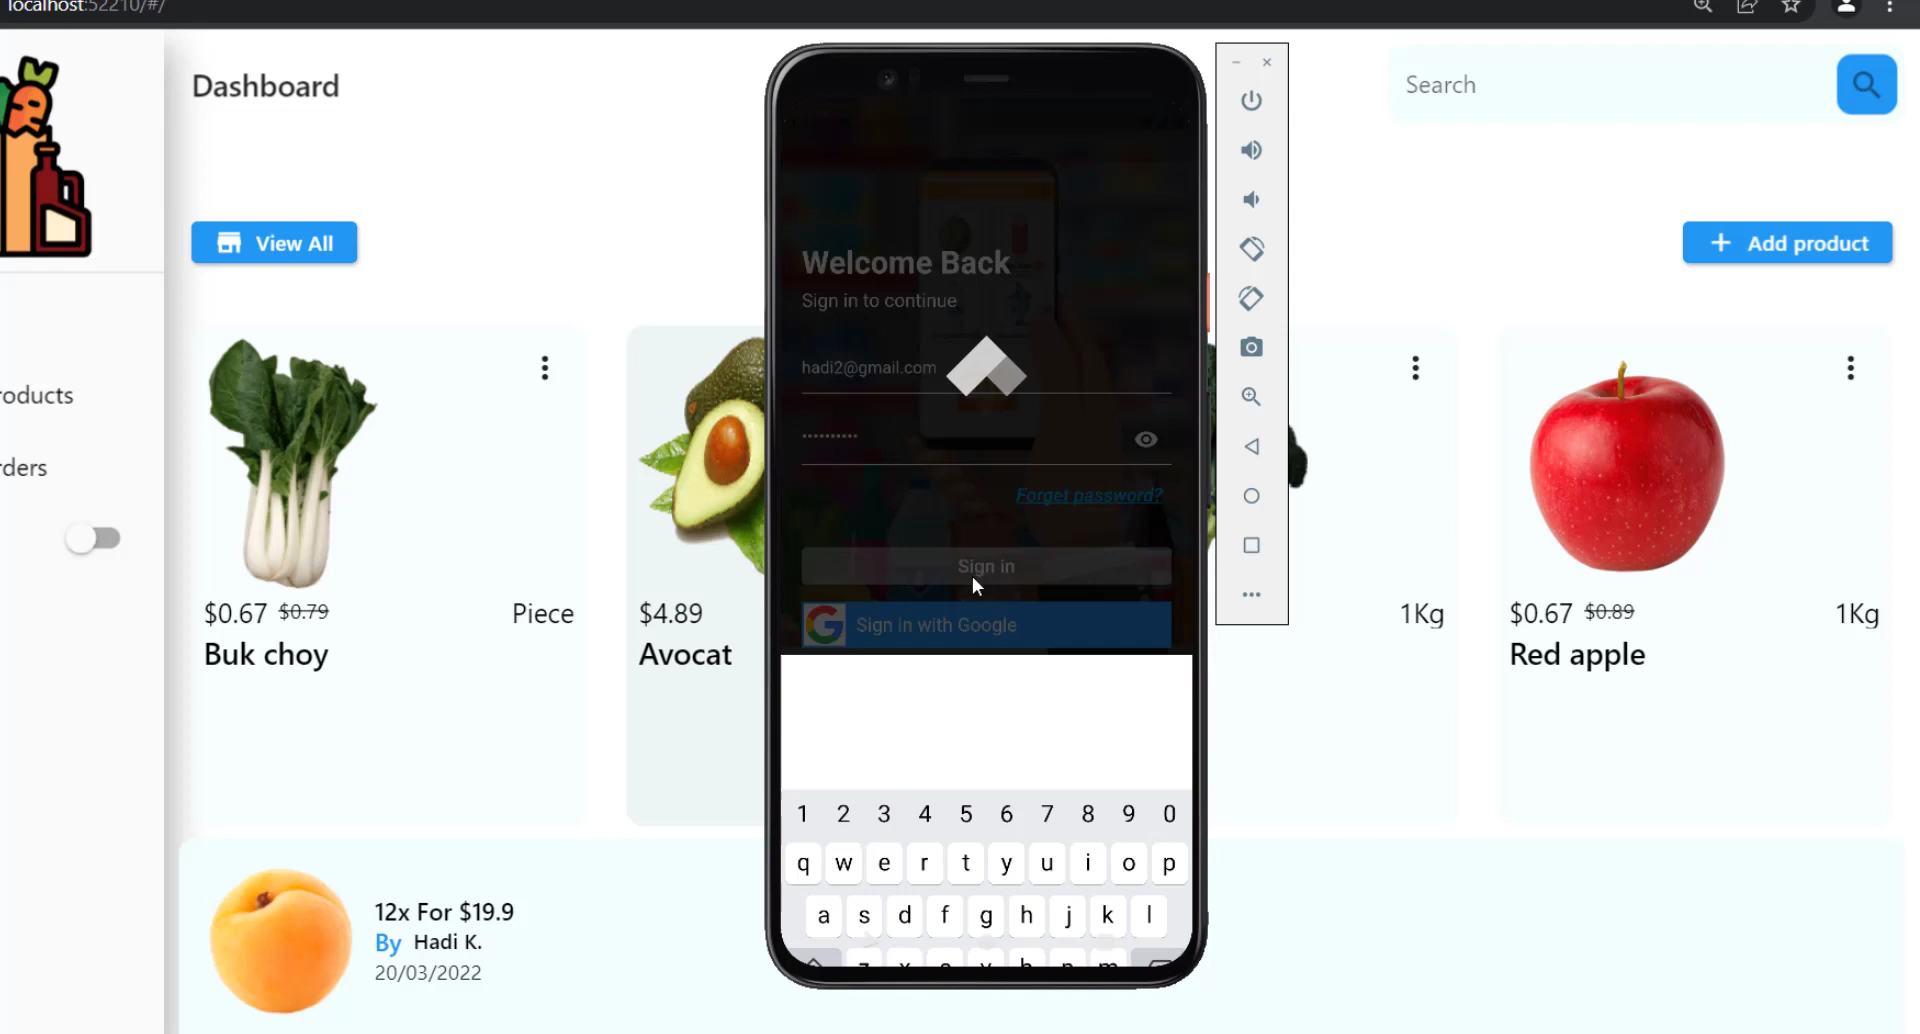 localhost:52210/#/
Dashboard
Search
View All
Add product
oducts
rders
$0.67 $0.79 Piece
Buk choy
$4.89
Avocat
1Kg
$0.67 $0.89 1Kg
Red apple
12x For $19.9
By Hadi K.
20/03/2022
Welcome Back
Sign in to continue
hadi2@gmail.com
Forget password?
Sign in
Sign in with Google
1 2 3 4 5 6 7 8 9 0
q w e r t y u i o p
a s d f g h j k l
z x c v b n m